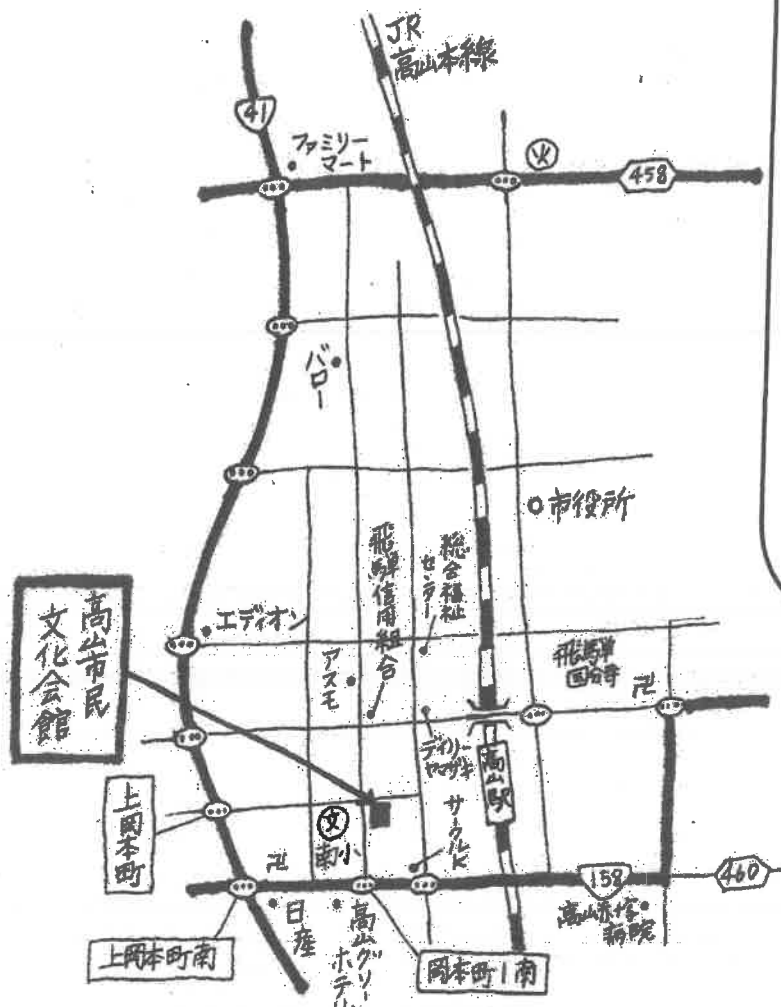 JR
高山本線
41
ファミリー
マート
火
458
バロー
市役所
飛騨信用組合
総合福祉
センター
エディオン
アスモ
飛騨
国分寺
卍
高山市民
文化会館
デイリー
ヤマザキ
高山駅
上岡本町
サークルK
文
南小
卍
158
460
日産
高山グリーン
ホテル
高山赤十字
病院
上岡本町南
岡本町1南